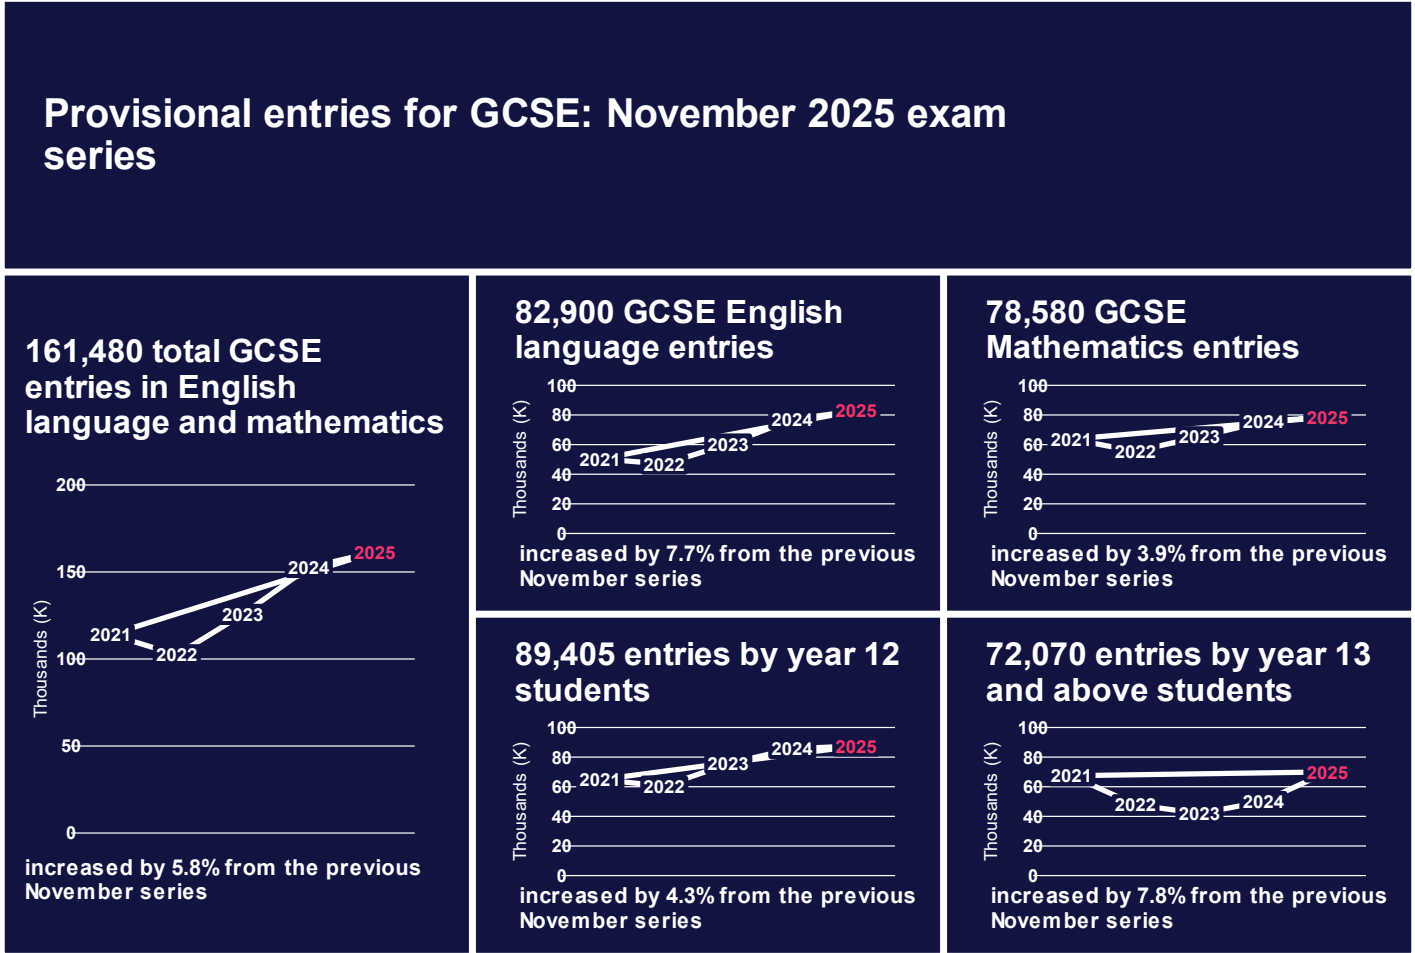 Provisional entries for GCSE: November 2025 exam
series
161,480 total GCSE
entries in English
language and mathematics
200
150
100
50
0
Thousands (K)
2021
2022
2023
2024
2025
increased by 5.8% from the previous
November series
82,900 GCSE English
language entries
100
80
60
40
20
0
Thousands (K)
2021
2022
2023
2024
2025
increased by 7.7% from the previous
November series
78,580 GCSE
Mathematics entries
100
80
60
40
20
0
Thousands (K)
2021
2022
2023
2024
2025
increased by 3.9% from the previous
November series
89,405 entries by year 12
students
100
80
60
40
20
0
Thousands (K)
2021
2022
2023
2024
2025
increased by 4.3% from the previous
November series
72,070 entries by year 13
and above students
100
80
60
40
20
0
Thousands (K)
2021
2022
2023
2024
2025
increased by 7.8% from the previous
November series